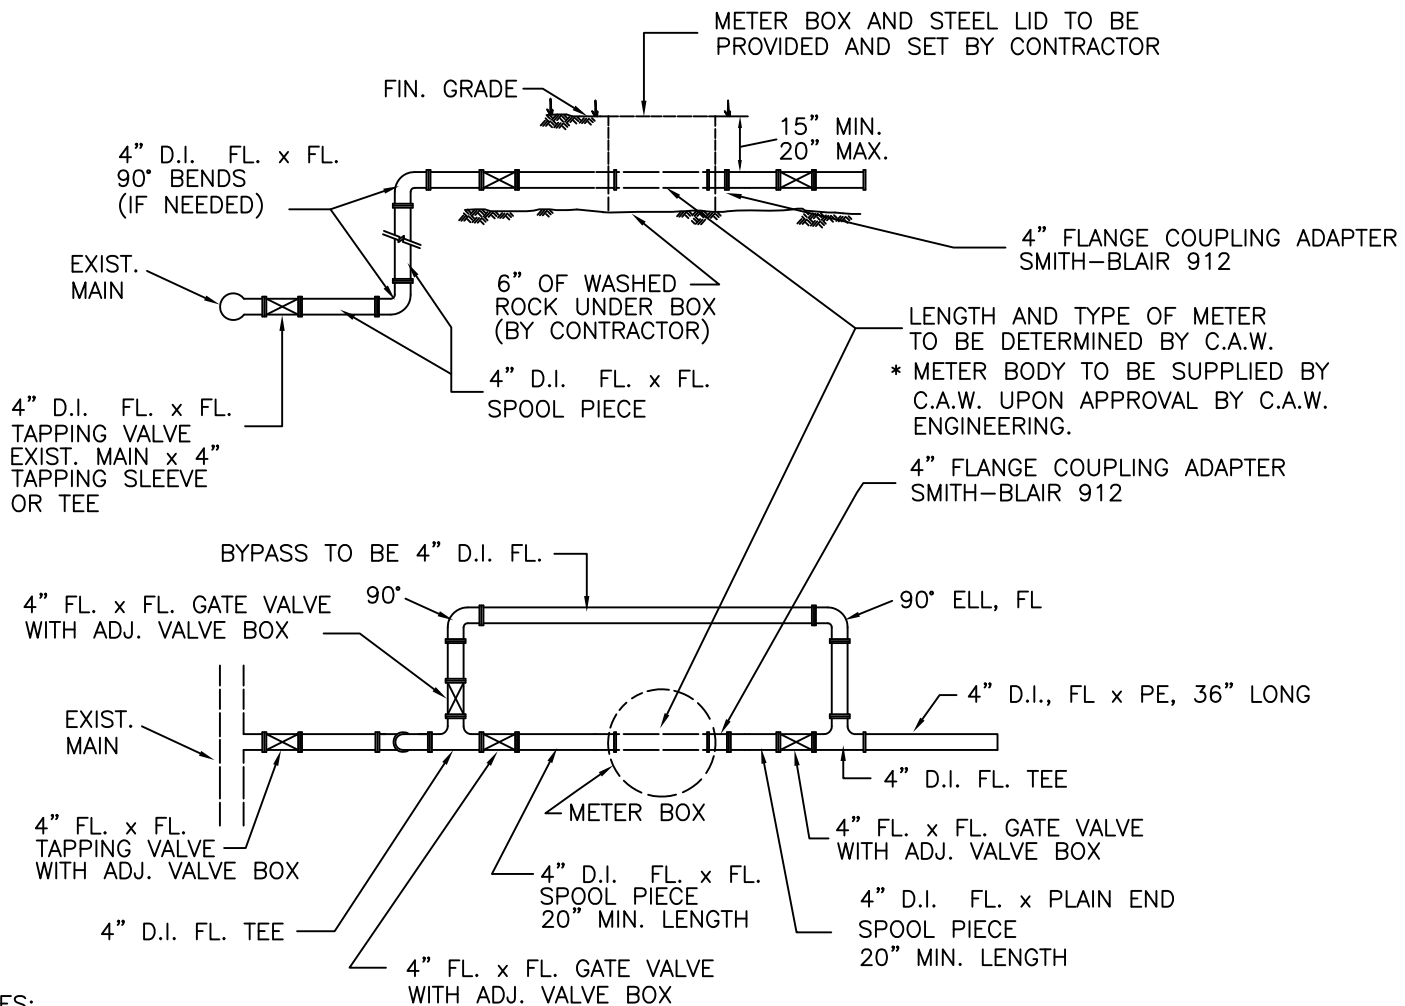 METER BOX AND STEEL LID TO BE
PROVIDED AND SET BY CONTRACTOR
FIN. GRADE
15" MIN.
20" MAX.
4" D.I. FL. x FL.
90° BENDS
(IF NEEDED)
4" FLANGE COUPLING ADAPTER
SMITH-BLAIR 912
EXIST.
MAIN
6" OF WASHED
ROCK UNDER BOX
(BY CONTRACTOR)
LENGTH AND TYPE OF METER
TO BE DETERMINED BY C.A.W.
* METER BODY TO BE SUPPLIED BY
C.A.W. UPON APPROVAL BY C.A.W.
ENGINEERING.
4" D.I. FL. x FL.
SPOOL PIECE
4" D.I. FL. x FL.
TAPPING VALVE
EXIST. MAIN x 4"
TAPPING SLEEVE
OR TEE
4" FLANGE COUPLING ADAPTER
SMITH-BLAIR 912
BYPASS TO BE 4" D.I. FL.
4" FL. x FL. GATE VALVE
WITH ADJ. VALVE BOX
90°
90° ELL, FL
4" D.I., FL x PE, 36" LONG
EXIST.
MAIN
4" D.I. FL. TEE
METER BOX
4" FL. x FL.
TAPPING VALVE
WITH ADJ. VALVE BOX
4" FL. x FL. GATE VALVE
WITH ADJ. VALVE BOX
4" D.I. FL. x FL.
SPOOL PIECE
20" MIN. LENGTH
4" D.I. FL. x PLAIN END
SPOOL PIECE
20" MIN. LENGTH
4" D.I. FL. TEE
4" FL. x FL. GATE VALVE
WITH ADJ. VALVE BOX
ES: